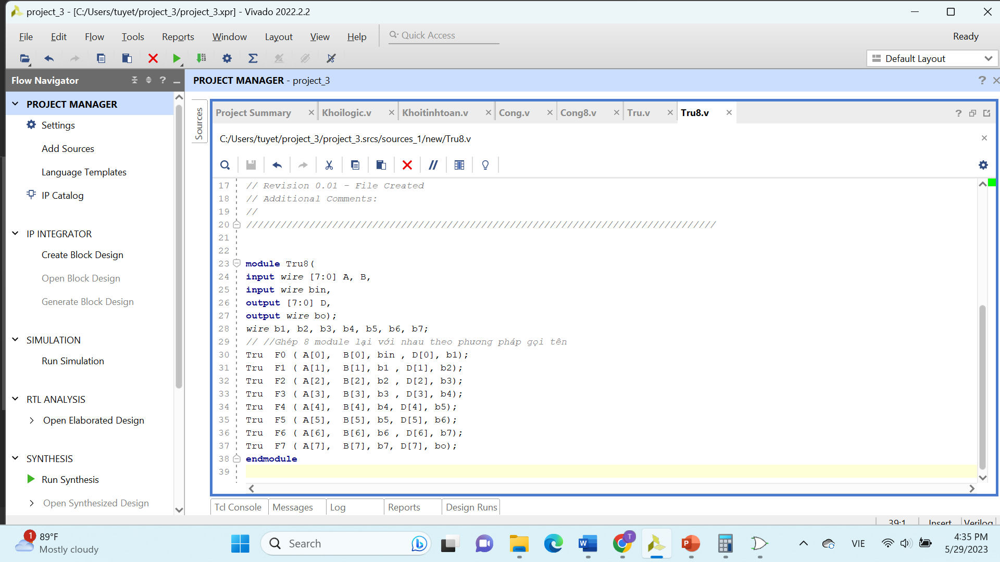 project_3 - [C:/Users/tuyet/project_3/project_3.xpr] - Vivado 2022.2.2
File Edit Flow Tools Reports Window Layout View Help Quick Access Ready
Default Layout
Flow Navigator
PROJECT MANAGER - project_3
PROJECT MANAGER
Settings
Add Sources
Language Templates
IP Catalog
IP INTEGRATOR
Create Block Design
Open Block Design
Generate Block Design
SIMULATION
Run Simulation
RTL ANALYSIS
Open Elaborated Design
SYNTHESIS
Run Synthesis
Open Synthesized Design
Sources
Project Summary Khoilogic.v Khoitinhtoan.v Cong.v Cong8.v Tru.v Tru8.v
C:/Users/tuyet/project_3/project_3.srcs/sources_1/new/Tru8.v
17 // Revision 0.01 - File Created
18 // Additional Comments:
19 //
20 //////////////////////////////////////////////////////////////////////////////////
21
22
23 module Tru8(
24 input wire [7:0] A, B,
25 input wire bin,
26 output [7:0] D,
27 output wire bo);
28 wire b1, b2, b3, b4, b5, b6, b7;
29 // //Ghép 8 module lại với nhau theo phương pháp gọi tên
30 Tru  F0 ( A[0],  B[0], bin , D[0], b1);
31 Tru  F1 ( A[1],  B[1], b1 , D[1], b2);
32 Tru  F2 ( A[2],  B[2], b2 , D[2], b3);
33 Tru  F3 ( A[3],  B[3], b3 , D[3], b4);
34 Tru  F4 ( A[4],  B[4], b4, D[4], b5);
35 Tru  F5 ( A[5],  B[5], b5, D[5], b6);
36 Tru  F6 ( A[6],  B[6], b6 , D[6], b7);
37 Tru  F7 ( A[7],  B[7], b7, D[7], bo);
38 endmodule
39
Tcl Console Messages Log Reports Design Runs
39:1 Insert Verilog
1 89°F
Mostly cloudy
Search
W T P
VIE
4:35 PM
5/29/2023